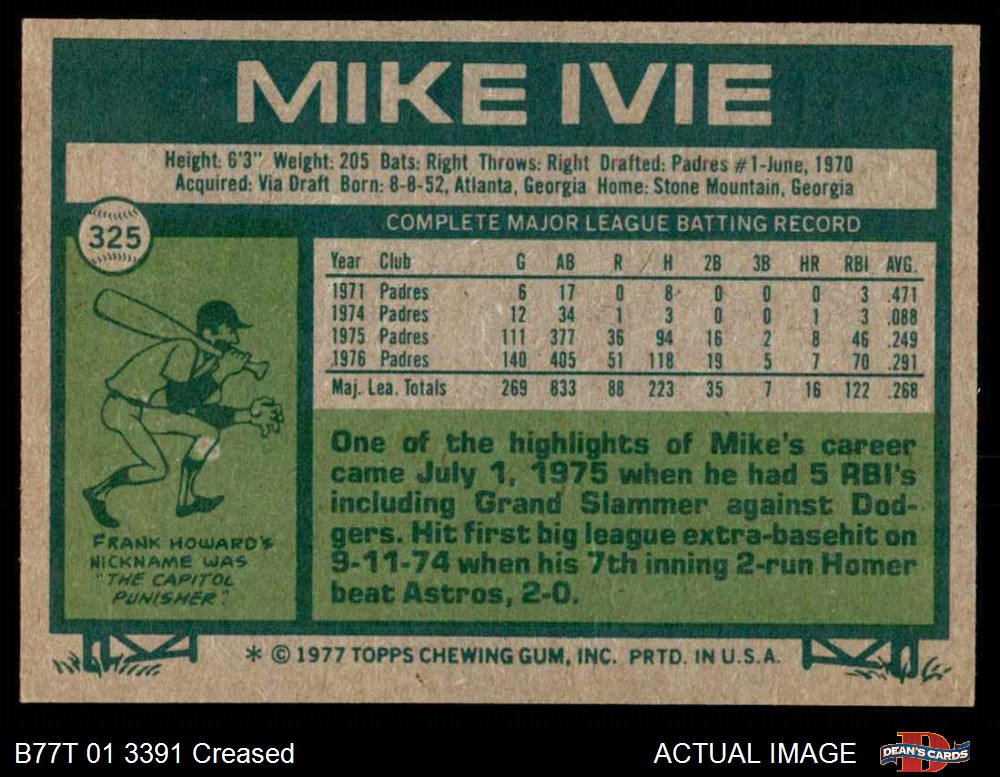 MIKE IVIE
Height: 6'3" Weight: 205 Bats: Right Throws: Right Drafted: Padres #1-June, 1970
Acquired: Via Draft Born: 8-8-52, Atlanta, Georgia Home: Stone Mountain, Georgia
325
COMPLETE MAJOR LEAGUE BATTING RECORD
Year Club G AB R H 2B 3B HR RBI AVG.
1971 Padres 6 17 0 8 0 0 0 3 .471
1974 Padres 12 34 1 3 0 0 1 3 .088
1975 Padres 111 377 36 94 16 2 8 46 .249
1976 Padres 140 405 51 118 19 5 7 70 .291
Maj. Lea. Totals 269 833 88 223 35 7 16 122 .268
One of the highlights of Mike's career
came July 1, 1975 when he had 5 RBI's
including Grand Slammer against Dod-
gers. Hit first big league extra-basehit on
9-11-74 when his 7th inning 2-run Homer
beat Astros, 2-0.
FRANK HOWARD'S
NICKNAME WAS
"THE CAPITOL
PUNISHER."
* © 1977 TOPPS CHEWING GUM, INC. PRTD. IN U.S.A.
B77T 01 3391 Creased
ACTUAL IMAGE
DEAN'S CARDS